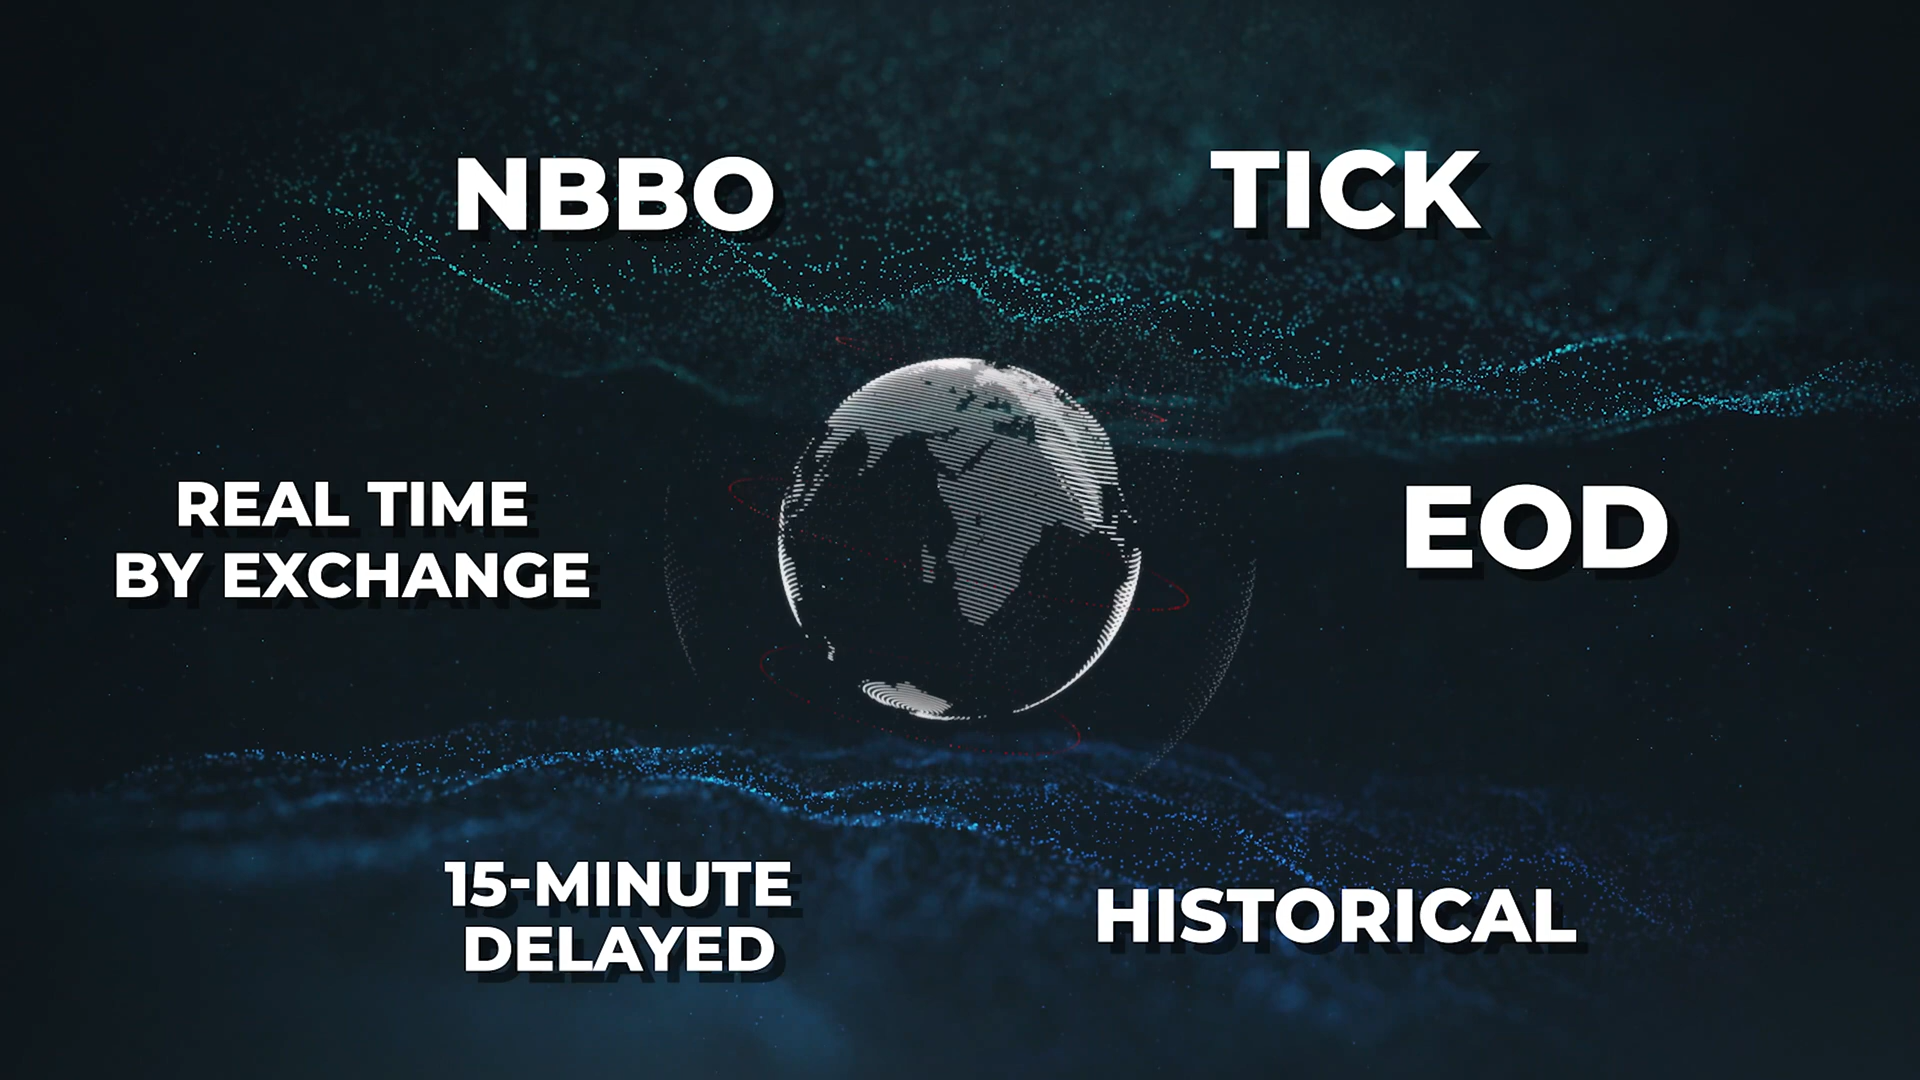 NBBO
TICK
REAL TIME
BY EXCHANGE
EOD
15-MINUTE
DELAYED
HISTORICAL